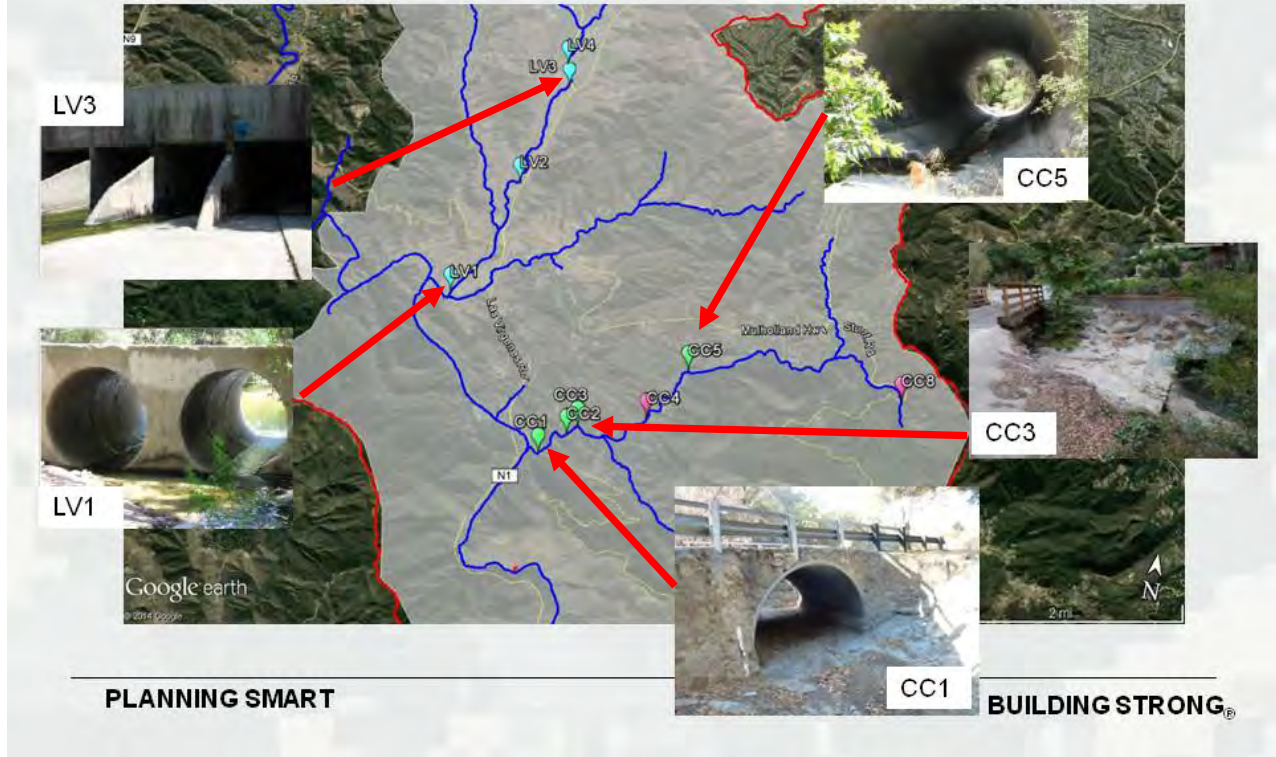 N9
LV4
LV3
LV3
CC5
LV2
LV1
Las Virgenes Rd
Mulholland Hwy
Stunt Rd
CC5
CC8
CC4
CC3
CC2
CC1
CC3
LV1
N1
Google earth
© 2014 Google
N
2 mi
CC1
PLANNING SMART
BUILDING STRONG®